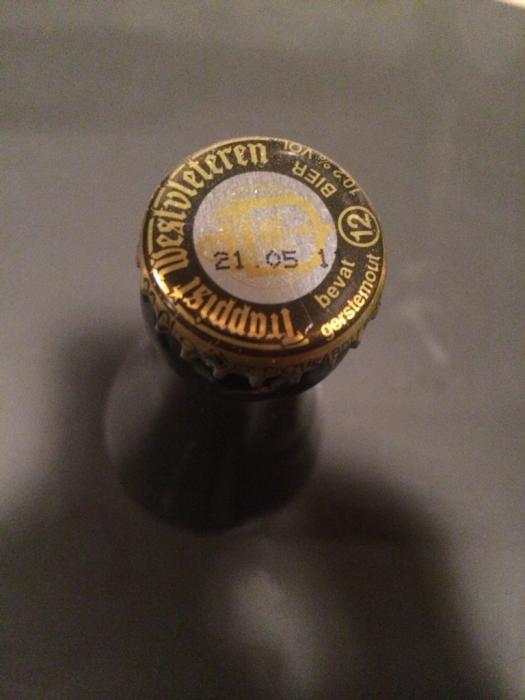 Trappist
Westvleteren
BIER
10.2% VOL
12
bevat
gerstemout
21.05 1